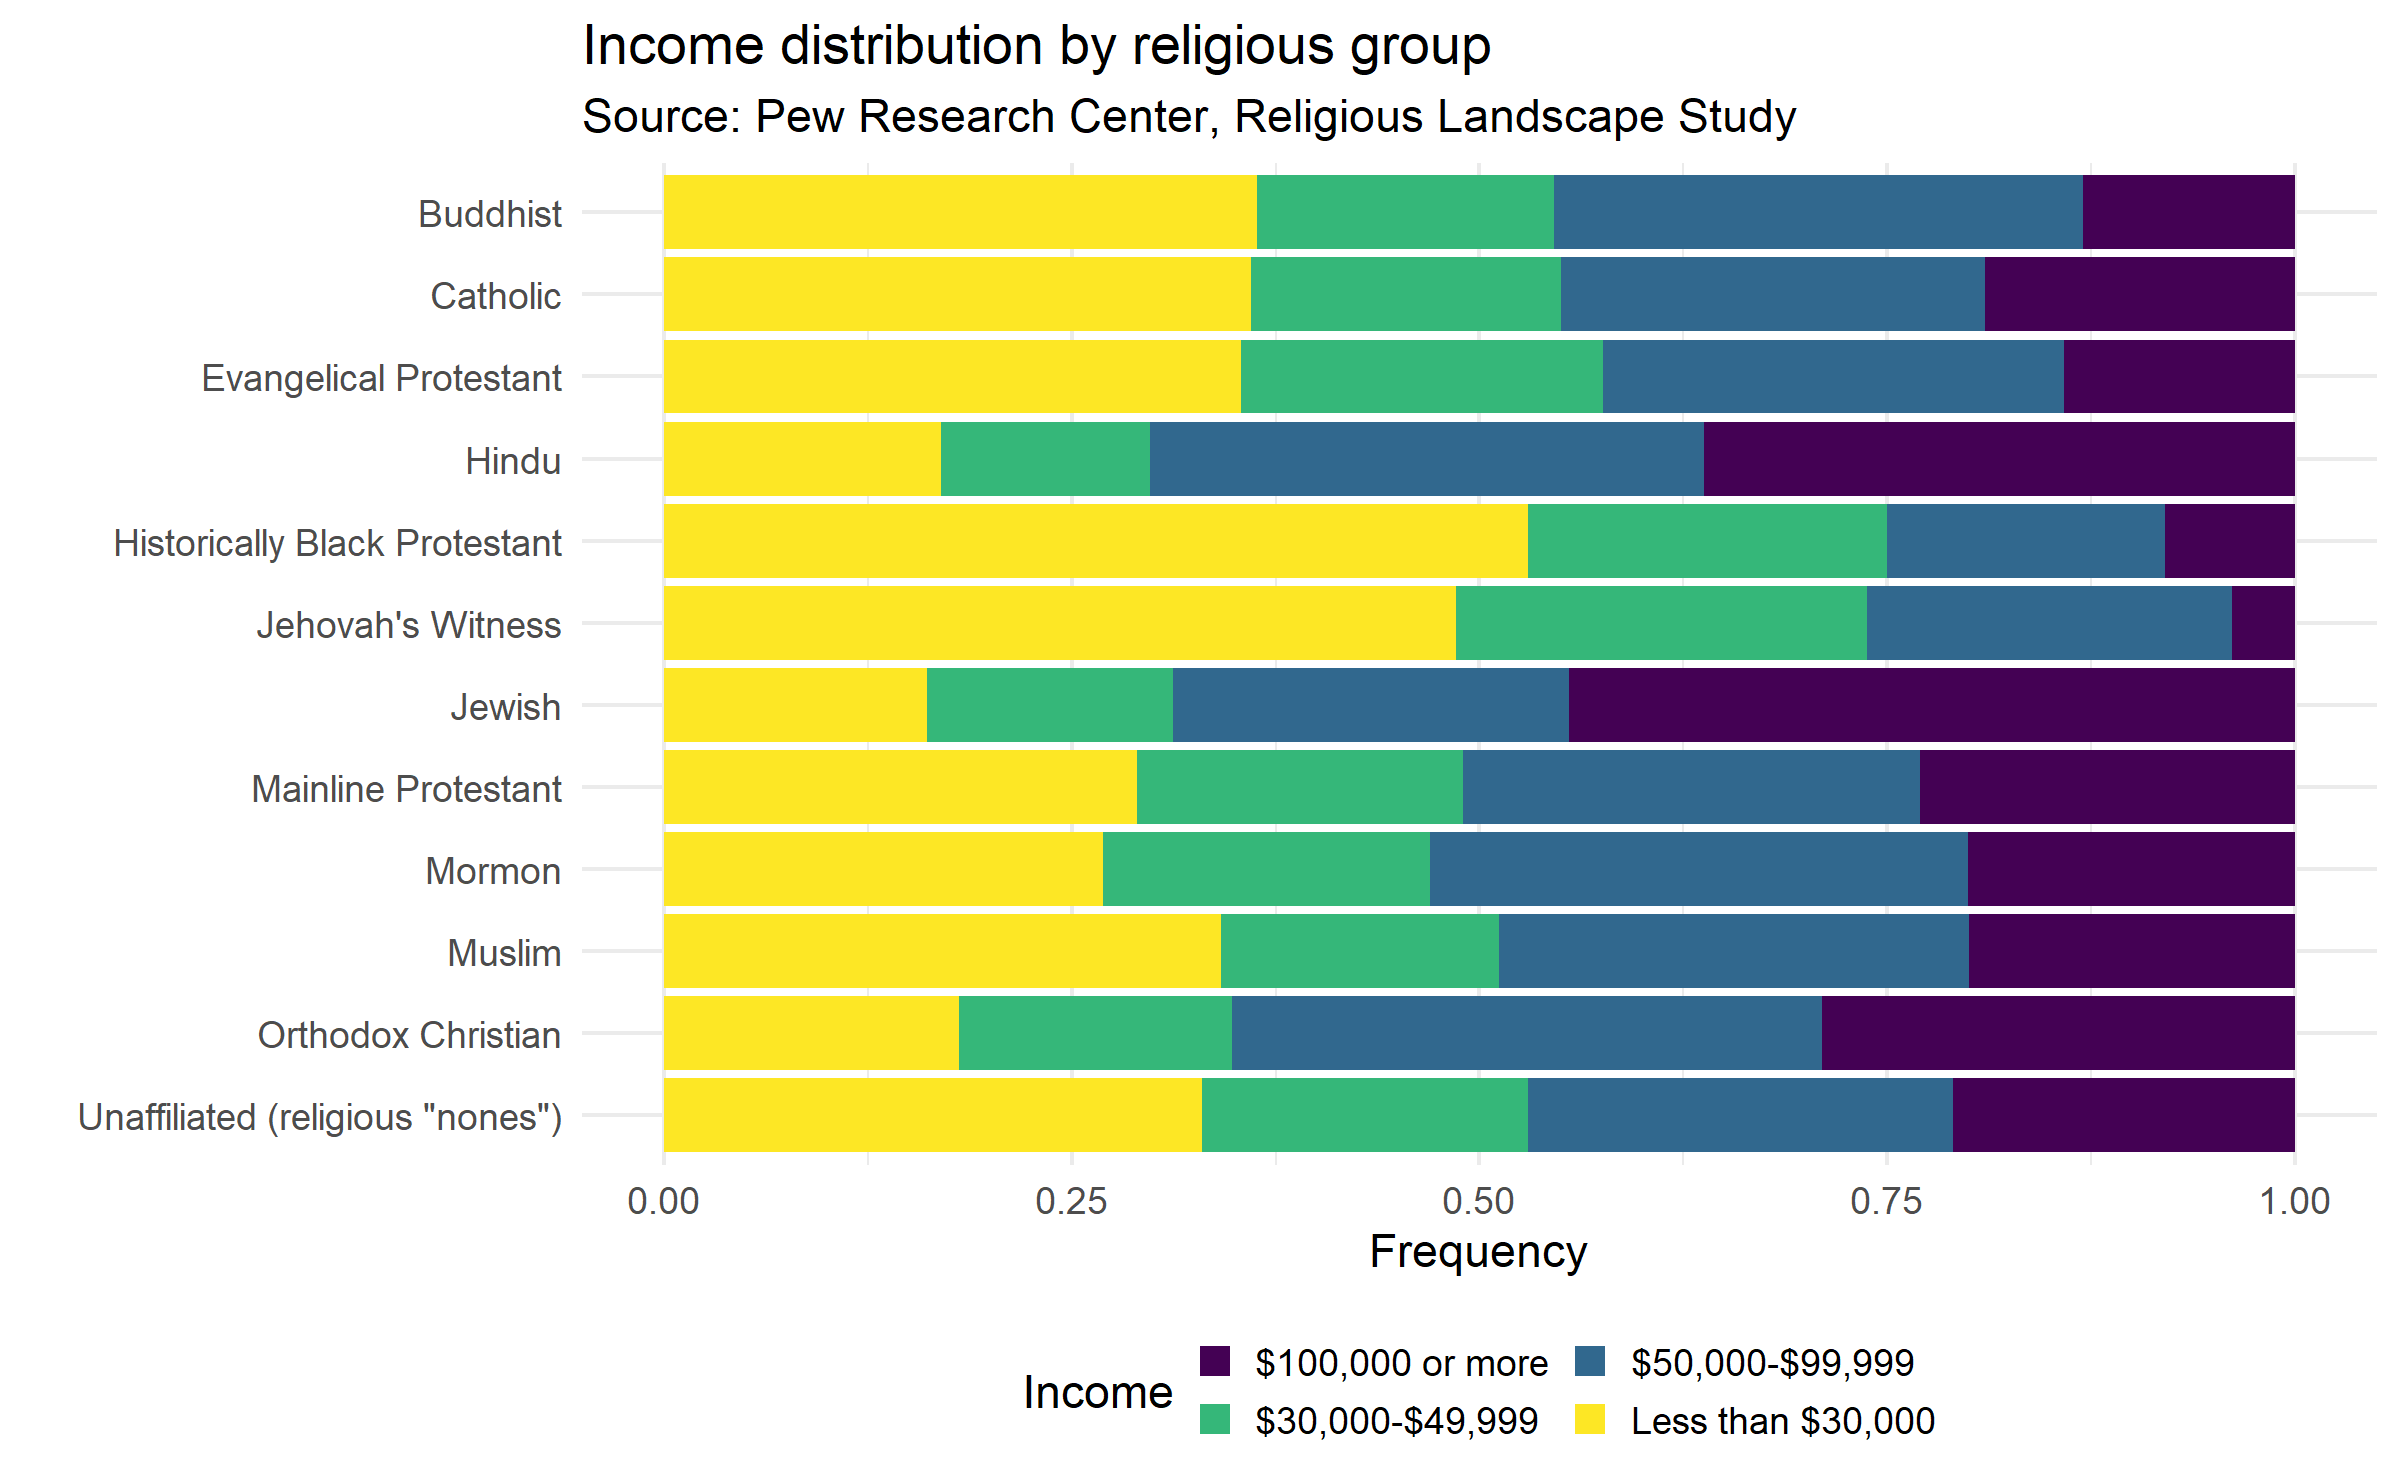 Income distribution by religious group
Source: Pew Research Center, Religious Landscape Study
Buddhist
Catholic
Evangelical Protestant
Hindu
Historically Black Protestant
Jehovah's Witness
Jewish
Mainline Protestant
Mormon
Muslim
Orthodox Christian
Unaffiliated (religious "nones")
0.00 0.25 0.50 0.75 1.00
Frequency
Income
$100,000 or more $50,000-$99,999
$30,000-$49,999 Less than $30,000